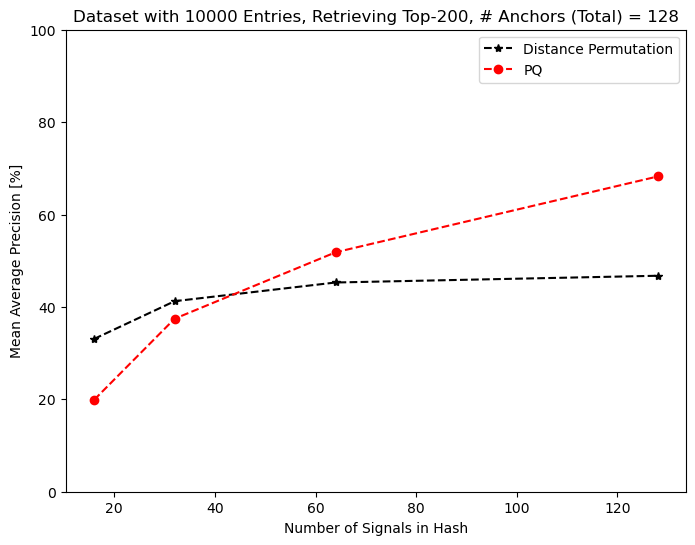 Dataset with 10000 Entries, Retrieving Top-200, # Anchors (Total) = 128
Distance Permutation
PQ
Mean Average Precision [%]
100
80
60
40
20
0
20
40
60
80
100
120
Number of Signals in Hash